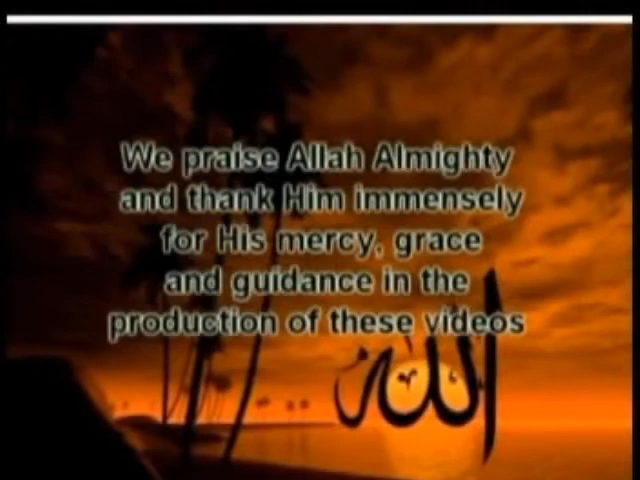 We praise Allah Almighty
and thank Him immensely
for His mercy, grace
and guidance in the
production of these videos
الله